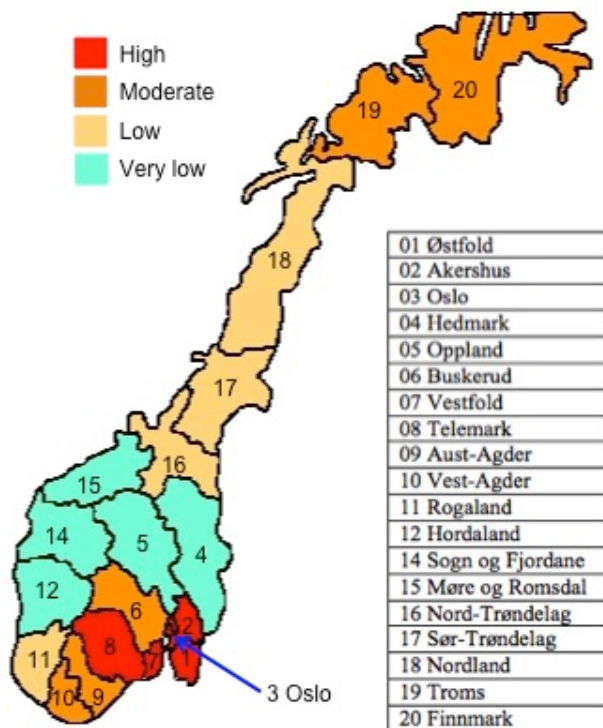 High
Moderate
Low
Very low
20
19
18
17
16
15
14
5
4
12
6
2
8
7
1
11
10
9
3 Oslo
01 Østfold
02 Akershus
03 Oslo
04 Hedmark
05 Oppland
06 Buskerud
07 Vestfold
08 Telemark
09 Aust-Agder
10 Vest-Agder
11 Rogaland
12 Hordaland
14 Sogn og Fjordane
15 Møre og Romsdal
16 Nord-Trøndelag
17 Sør-Trøndelag
18 Nordland
19 Troms
20 Finnmark